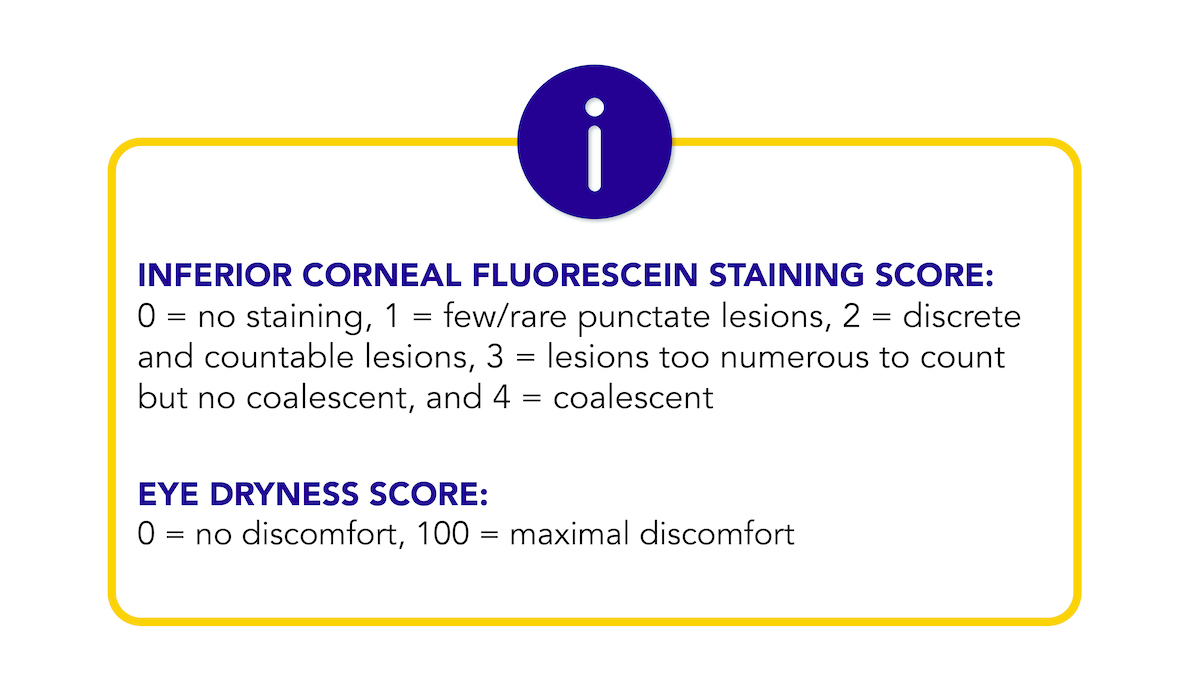 i
INFERIOR CORNEAL FLUORESCEIN STAINING SCORE:
0 = no staining, 1 = few/rare punctate lesions, 2 = discrete
and countable lesions, 3 = lesions too numerous to count
but no coalescent, and 4 = coalescent
EYE DRYNESS SCORE:
0 = no discomfort, 100 = maximal discomfort